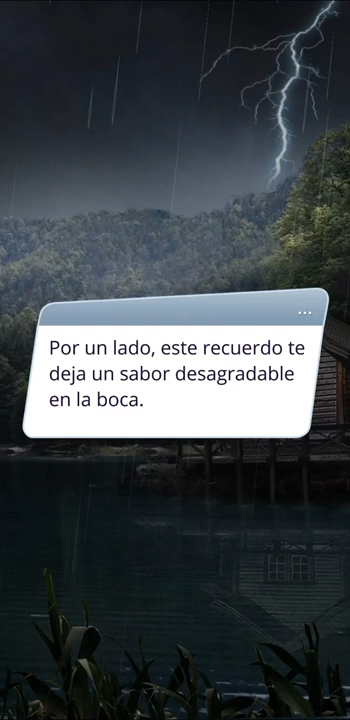 Por un lado, este recuerdo te
deja un sabor desagradable
en la boca.